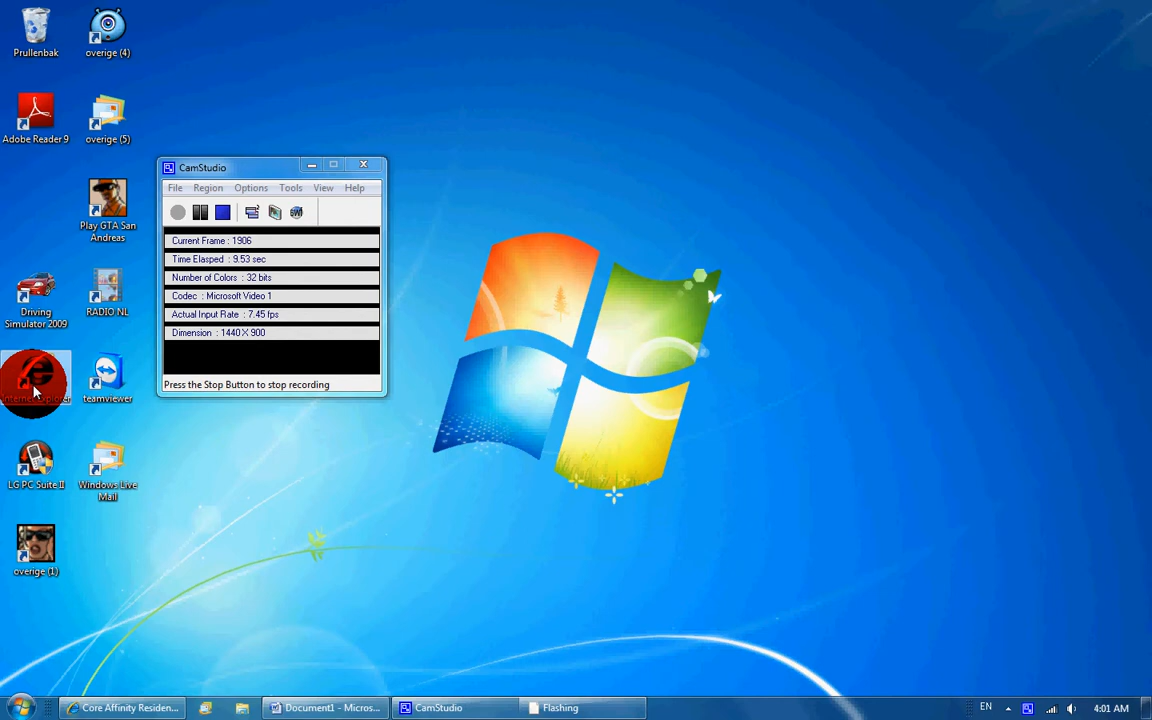 Prullenbak
overige (4)
Adobe Reader 9
overige (5)
Play GTA San
Andreas
Driving
Simulator 2009
RADIO NL
Internet Explorer
teamviewer
LG PC Suite II
Windows Live
Mail
overige (1)
CamStudio
File Region Options Tools View Help
Current Frame : 1906
Time Elasped : 9.53 sec
Number of Colors : 32 bits
Codec : Microsoft Video 1
Actual Input Rate : 7.45 fps
Dimension : 1440 X 900
Press the Stop Button to stop recording
Core Affinity Residen...
Document1 - Micros...
CamStudio
Flashing
EN
4:01 AM